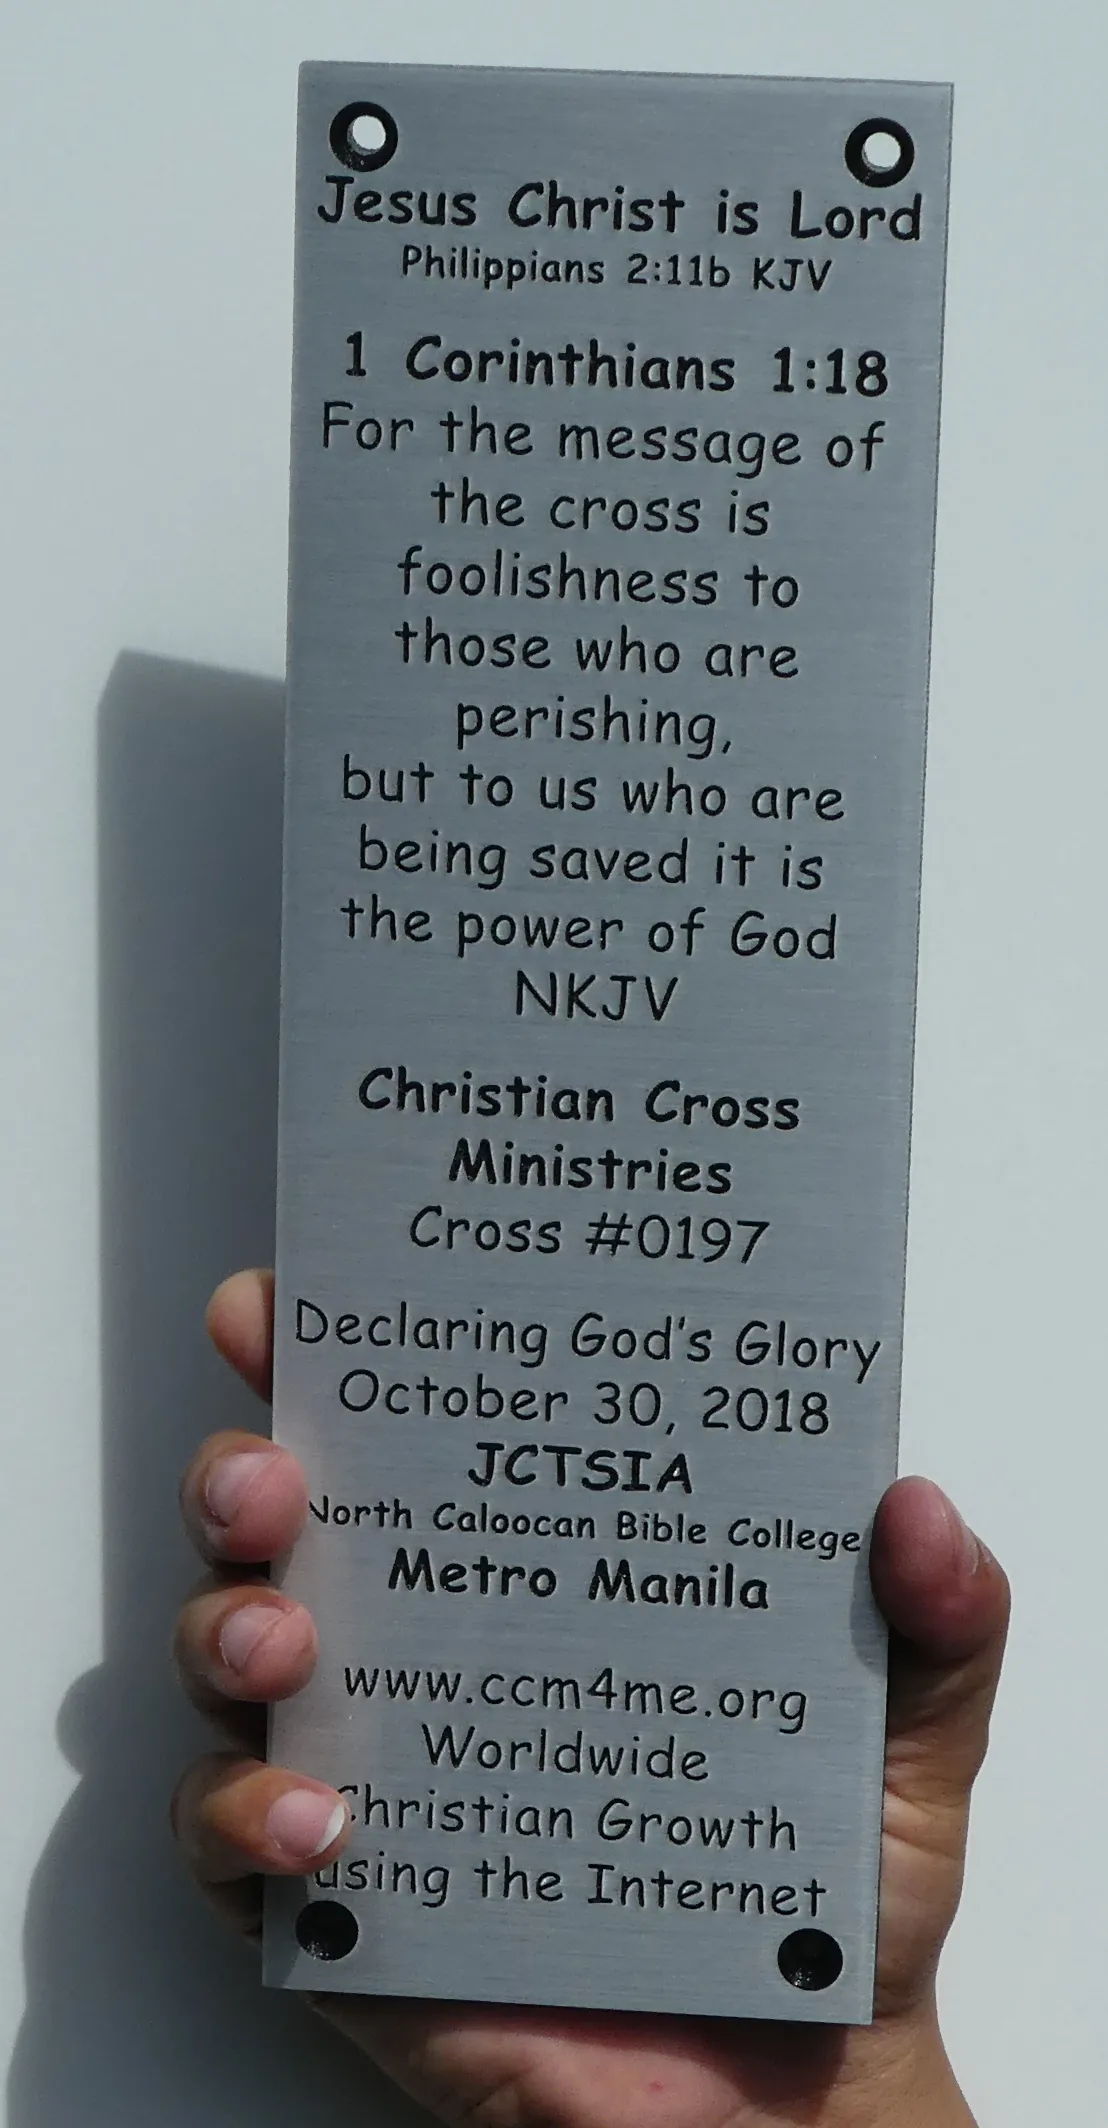 Jesus Christ is Lord
Philippians 2:11b KJV
1 Corinthians 1:18
For the message of
the cross is
foolishness to
those who are
perishing,
but to us who are
being saved it is
the power of God
NKJV
Christian Cross
Ministries
Cross #0197
Declaring God's Glory
October 30, 2018
JCTSIA
North Caloocan Bible College
Metro Manila
www.ccm4me.org
Worldwide
Christian Growth
using the Internet